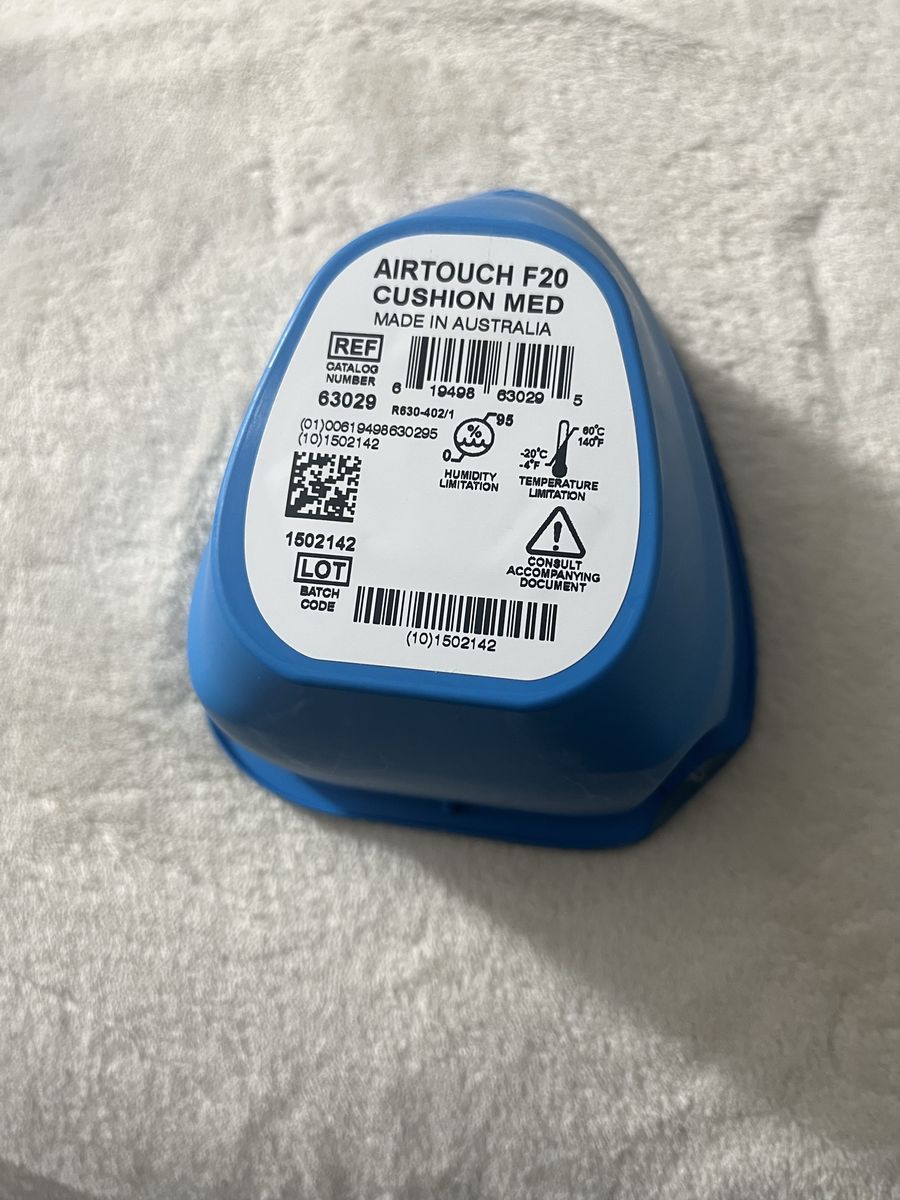 AIRTOUCH F20
CUSHION MED
MADE IN AUSTRALIA
REF
CATALOG
NUMBER
63029
6 19498 63029 5
R630-402/1
(01)00619498630295
(10)1502142
95
%
0
HUMIDITY
LIMITATION
60°C
140°F
-20°C
-4°F
TEMPERATURE
LIMITATION
1502142
LOT
BATCH
CODE
!
CONSULT
ACCOMPANYING
DOCUMENT
(10)1502142